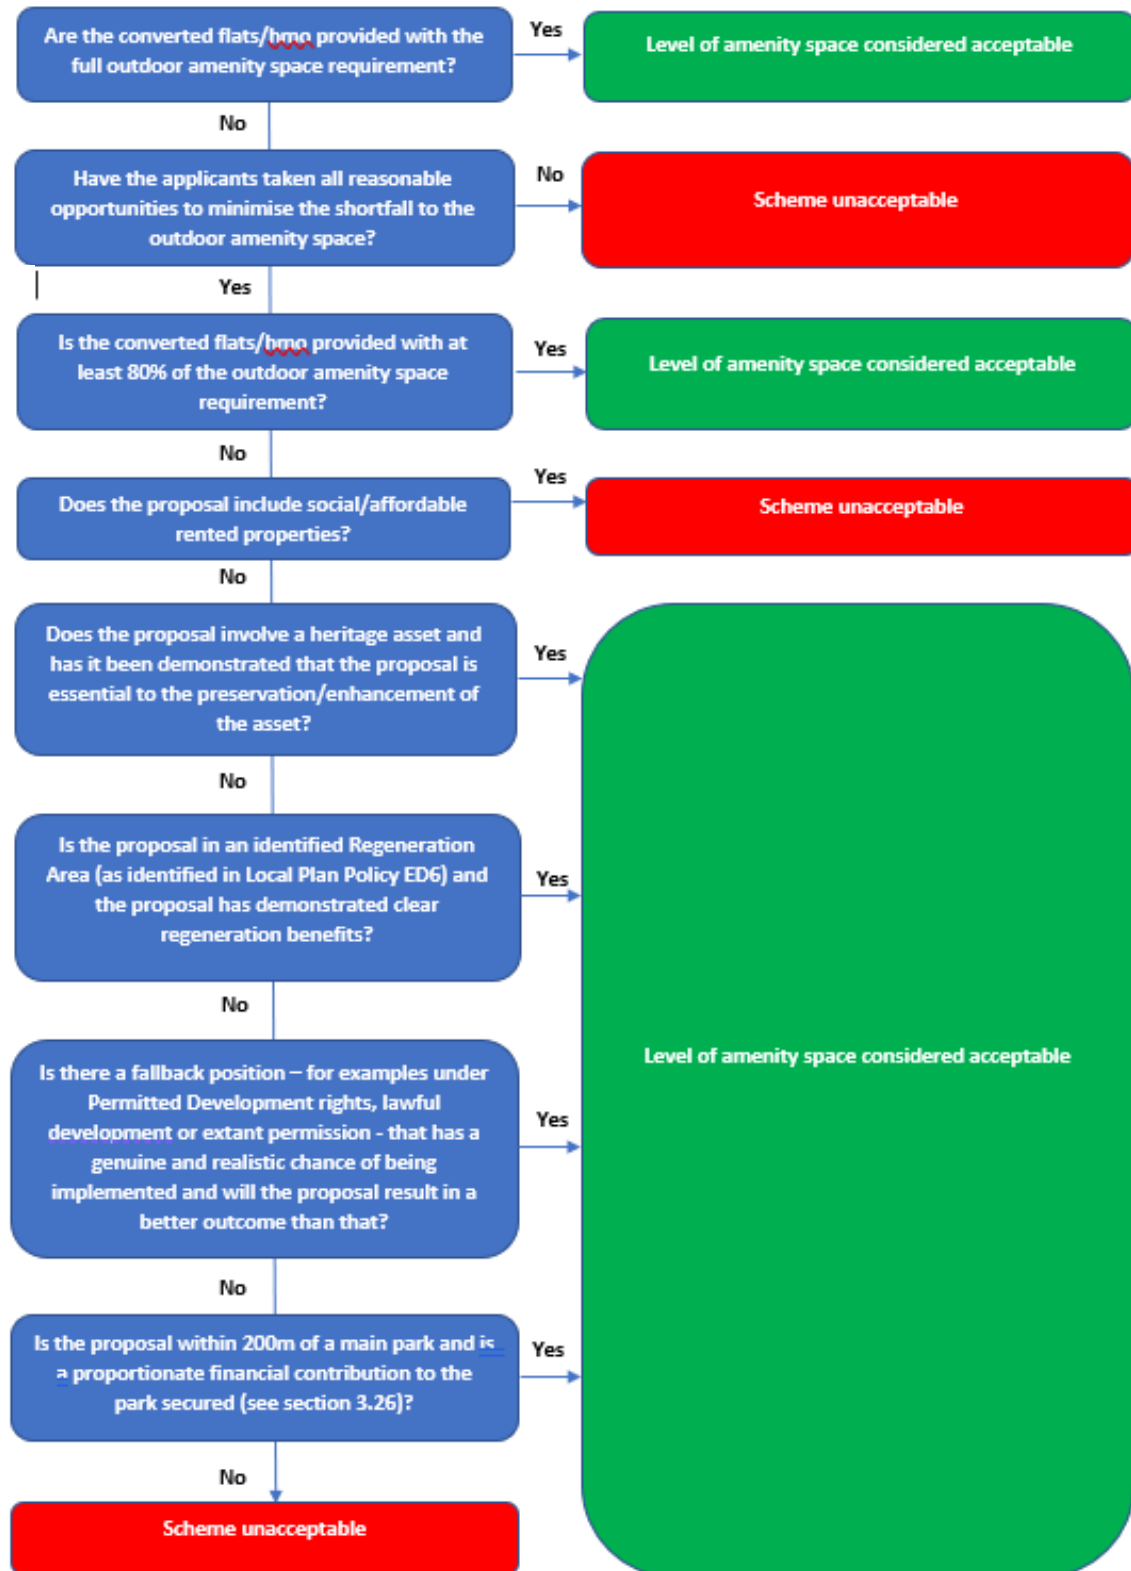 Are the converted flats/hmo provided with the
full outdoor amenity space requirement?
Yes
Level of amenity space considered acceptable
No
Have the applicants taken all reasonable
opportunities to minimise the shortfall to the
outdoor amenity space?
No
Scheme unacceptable
Yes
Is the converted flats/hmo provided with at
least 80% of the outdoor amenity space
requirement?
Yes
Level of amenity space considered acceptable
No
Does the proposal include social/affordable
rented properties?
Yes
Scheme unacceptable
No
Does the proposal involve a heritage asset and
has it been demonstrated that the proposal is
essential to the preservation/enhancement of
the asset?
Yes
No
Is the proposal in an identified Regeneration
Area (as identified in Local Plan Policy ED6) and
the proposal has demonstrated clear
regeneration benefits?
Yes
No
Is there a fallback position – for examples under
Permitted Development rights, lawful
development or extant permission - that has a
genuine and realistic chance of being
implemented and will the proposal result in a
better outcome than that?
Yes
Level of amenity space considered acceptable
No
Is the proposal within 200m of a main park and is
a proportionate financial contribution to the
park secured (see section 3.26)?
Yes
No
Scheme unacceptable